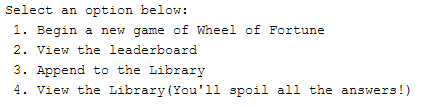 Select an option below:
1. Begin a new game of Wheel of Fortune
2. View the leaderboard
3. Append to the Library
4. View the Library(You'll spoil all the answers!)